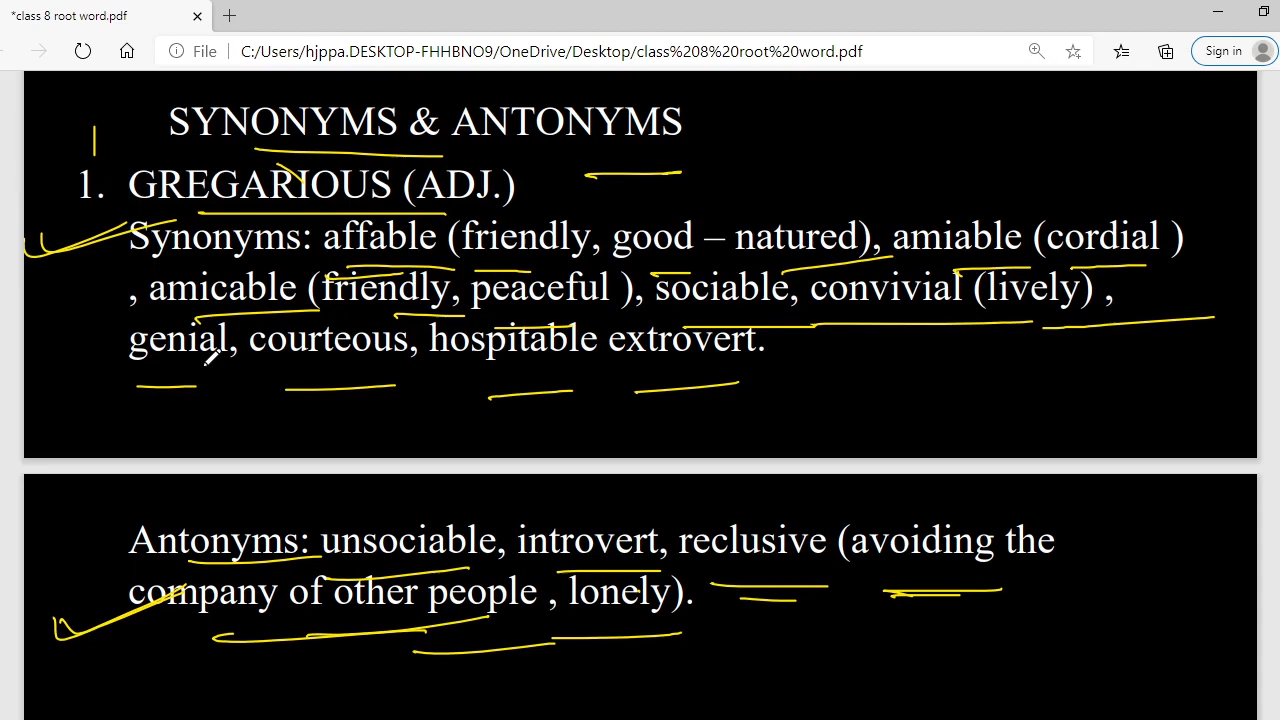 *class 8 root word.pdf
File C:/Users/hjppa.DESKTOP-FHHBNO9/OneDrive/Desktop/class%208%20root%20word.pdf Sign in
SYNONYMS & ANTONYMS
1. GREGARIOUS (ADJ.)
Synonyms: affable (friendly, good – natured), amiable (cordial )
, amicable (friendly, peaceful ), sociable, convivial (lively) ,
genial, courteous, hospitable extrovert.
Antonyms: unsociable, introvert, reclusive (avoiding the
company of other people , lonely).